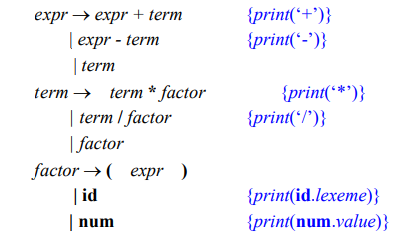 expr → expr + term {print(‘+’)}
| expr - term {print(‘-’)}
| term
term → term * factor {print(‘*’)}
| term / factor {print(‘/’)}
| factor
factor → ( expr )
| id {print(id.lexeme)}
| num {print(num.value)}